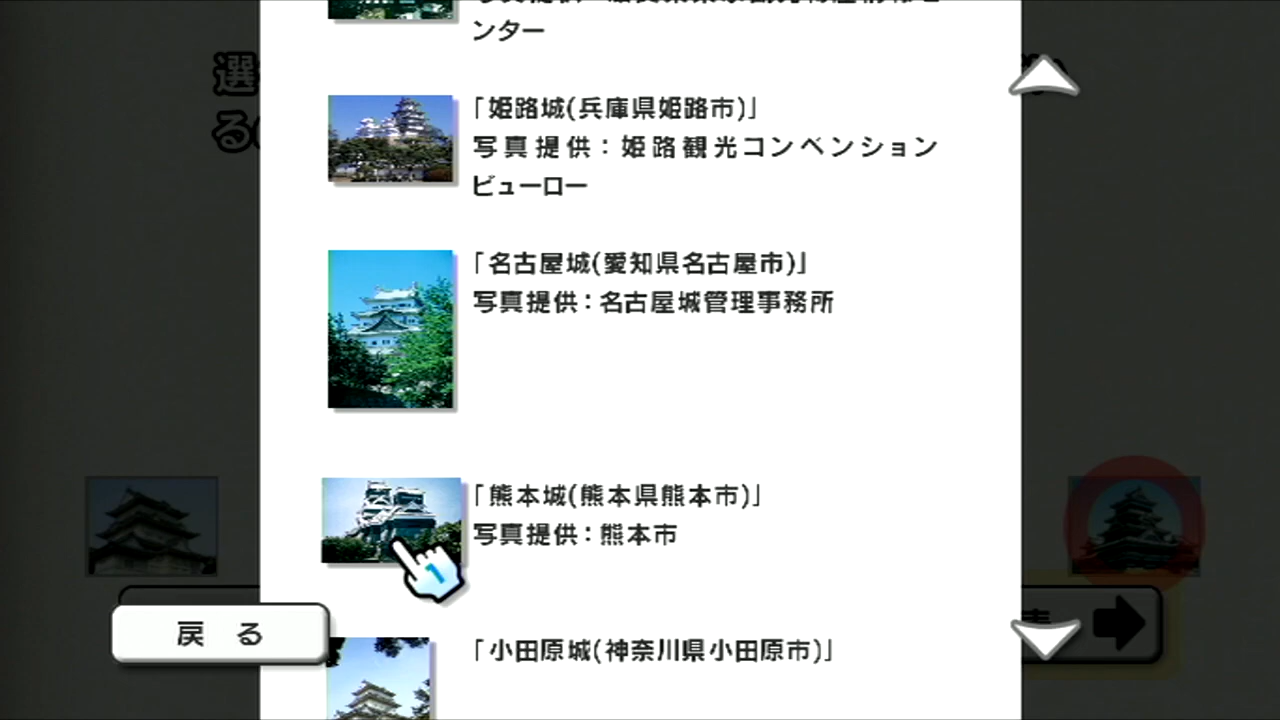 ンター
選
る
「姫路城(兵庫県姫路市)」
写真提供：姫路観光コンベンション
ビューロー
「名古屋城(愛知県名古屋市)」
写真提供：名古屋城管理事務所
「熊本城(熊本県熊本市)」
写真提供：熊本市
1
戻る
「小田原城(神奈川県小田原市)」